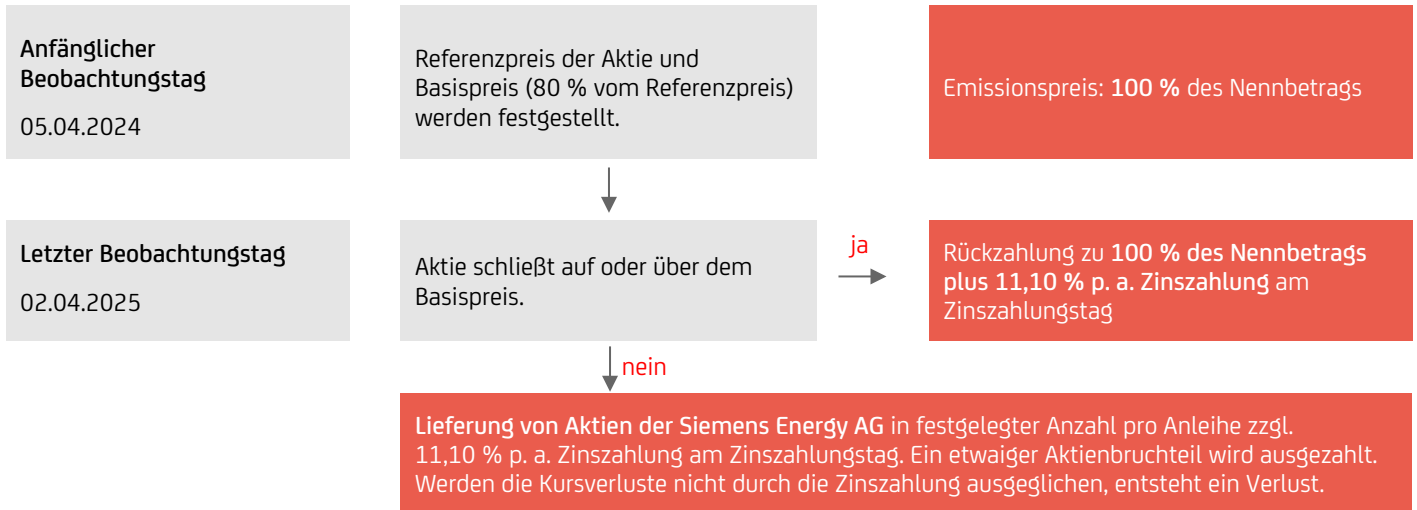 Anfänglicher
Beobachtungstag
05.04.2024
Referenzpreis der Aktie und
Basispreis (80 % vom Referenzpreis)
werden festgestellt.
Emissionspreis: 100 % des Nennbetrags
Letzter Beobachtungstag
02.04.2025
Aktie schließt auf oder über dem
Basispreis.
ja
Rückzahlung zu 100 % des Nennbetrags
plus 11,10 % p. a. Zinszahlung am
Zinszahlungstag
nein
Lieferung von Aktien der Siemens Energy AG in festgelegter Anzahl pro Anleihe zzgl.
11,10 % p. a. Zinszahlung am Zinszahlungstag. Ein etwaiger Aktienbruchteil wird ausgezahlt.
Werden die Kursverluste nicht durch die Zinszahlung ausgeglichen, entsteht ein Verlust.